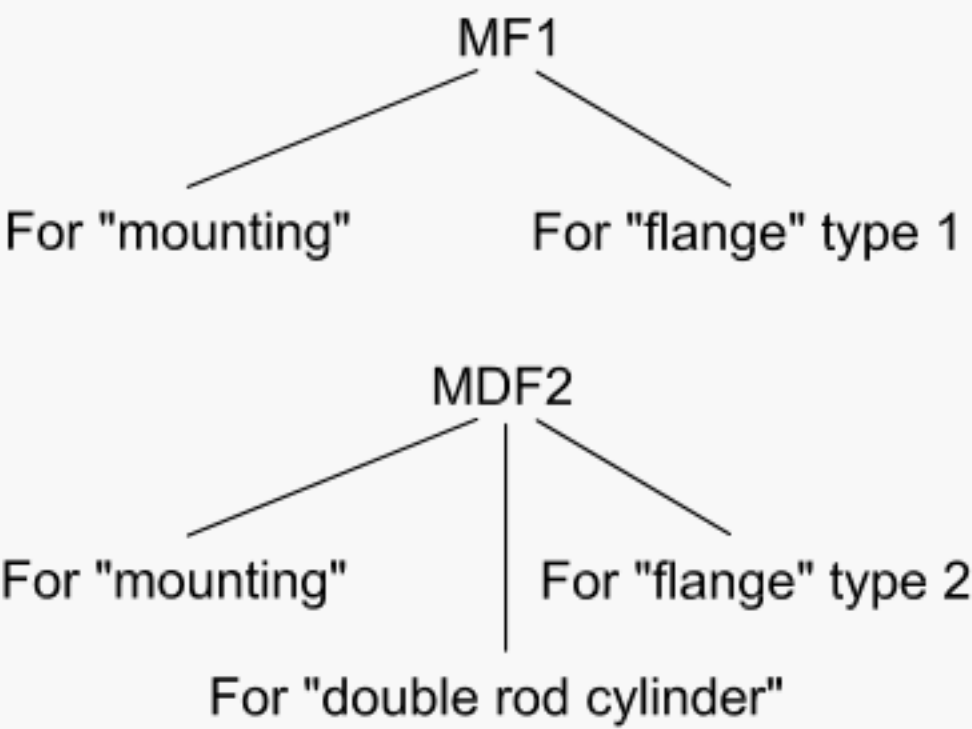 MF1
For "mounting" For "flange" type 1
MDF2
For "mounting" For "flange" type 2
For "double rod cylinder"